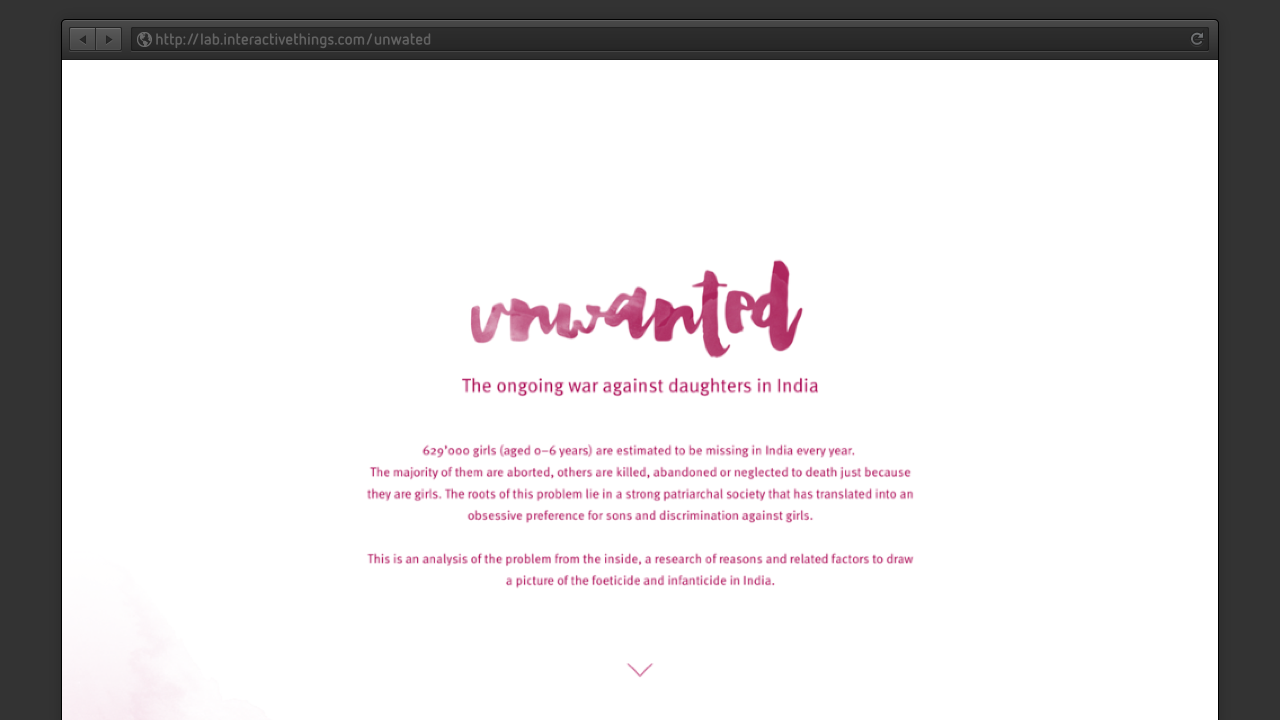 http://lab.interactivethings.com/unwated
unwanted
The ongoing war against daughters in India
629'000 girls (aged 0–6 years) are estimated to be missing in India every year.
The majority of them are aborted, others are killed, abandoned or neglected to death just because
they are girls. The roots of this problem lie in a strong patriarchal society that has translated into an
obsessive preference for sons and discrimination against girls.
This is an analysis of the problem from the inside, a research of reasons and related factors to draw
a picture of the foeticide and infanticide in India.